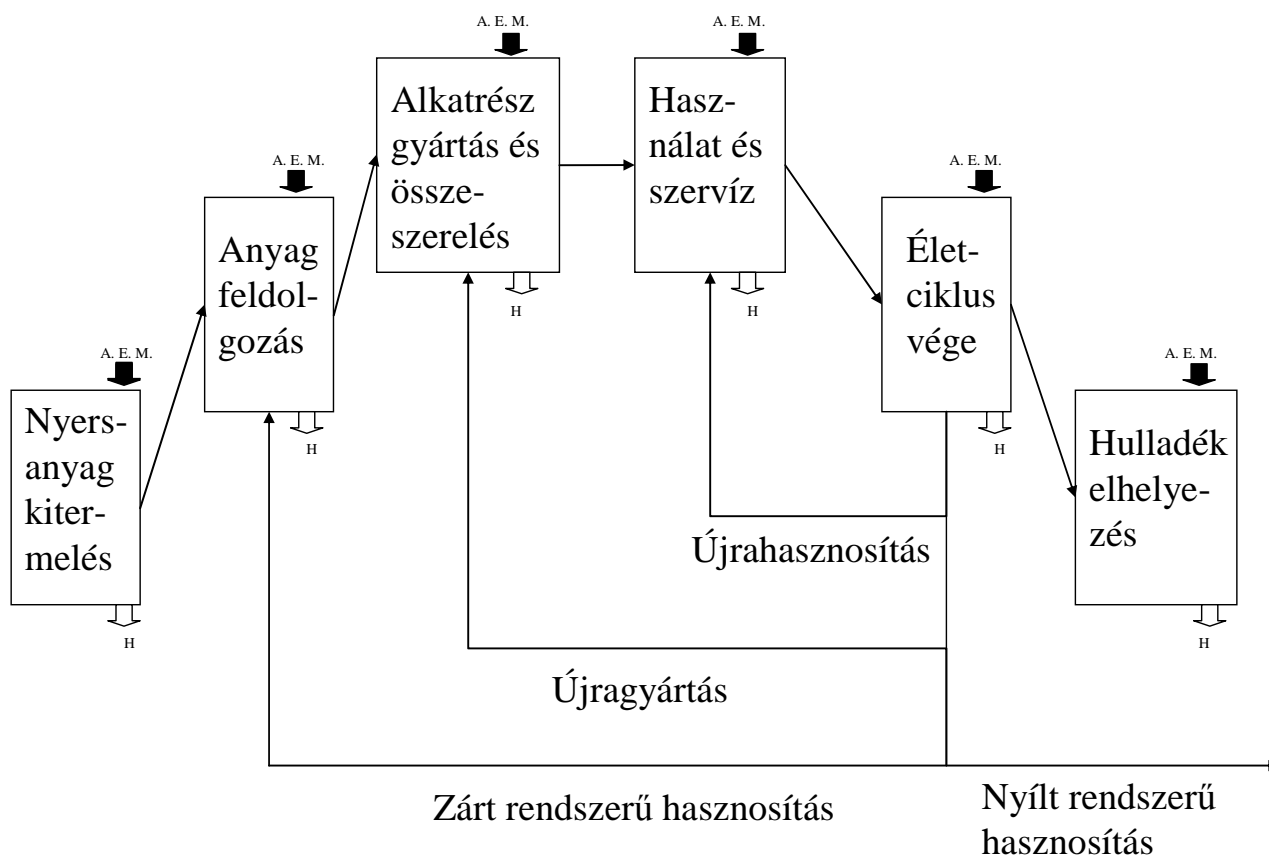 A. E. M.
Nyers-
anyag
kiter-
melés
H
A. E. M.
Anyag
feldol-
gozás
H
A. E. M.
Alkatrész
gyártás és
össze-
szerelés
H
A. E. M.
Hasz-
nálat és
szervíz
H
A. E. M.
Élet-
ciklus
vége
H
A. E. M.
Hulladék
elhelye-
zés
H
Újrahasznosítás
Újragyártás
Zárt rendszerű hasznosítás
Nyílt rendszerű
hasznosítás